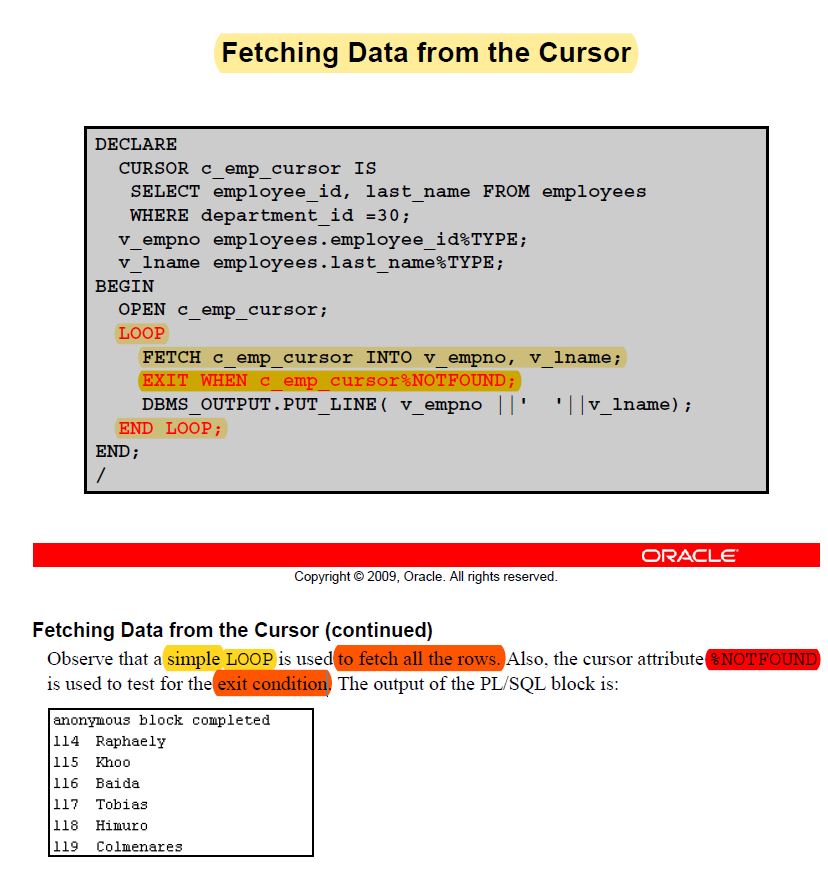 Fetching Data from the Cursor
DECLARE
CURSOR c_emp_cursor IS
SELECT employee_id, last_name FROM employees
WHERE department_id =30;
v_empno employees.employee_id%TYPE;
v_lname employees.last_name%TYPE;
BEGIN
OPEN c_emp_cursor;
LOOP
FETCH c_emp_cursor INTO v_empno, v_lname;
EXIT WHEN c_emp_cursor%NOTFOUND;
DBMS_OUTPUT.PUT_LINE( v_empno ||'  '||v_lname);
END LOOP;
END;
/
ORACLE
Copyright © 2009, Oracle. All rights reserved.
Fetching Data from the Cursor (continued)
Observe that a simple LOOP is used to fetch all the rows. Also, the cursor attribute %NOTFOUND
is used to test for the exit condition. The output of the PL/SQL block is:
anonymous block completed
114  Raphaely
115  Khoo
116  Baida
117  Tobias
118  Himuro
119  Colmenares